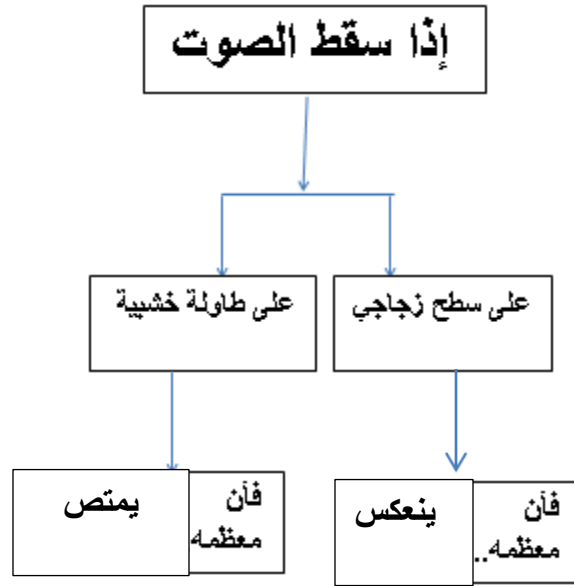 إذا سقط الصوت
على سطح زجاجي
على طاولة خشبية
فأن
معظمه..
ينعكس
فأن
معظمه
يمتص